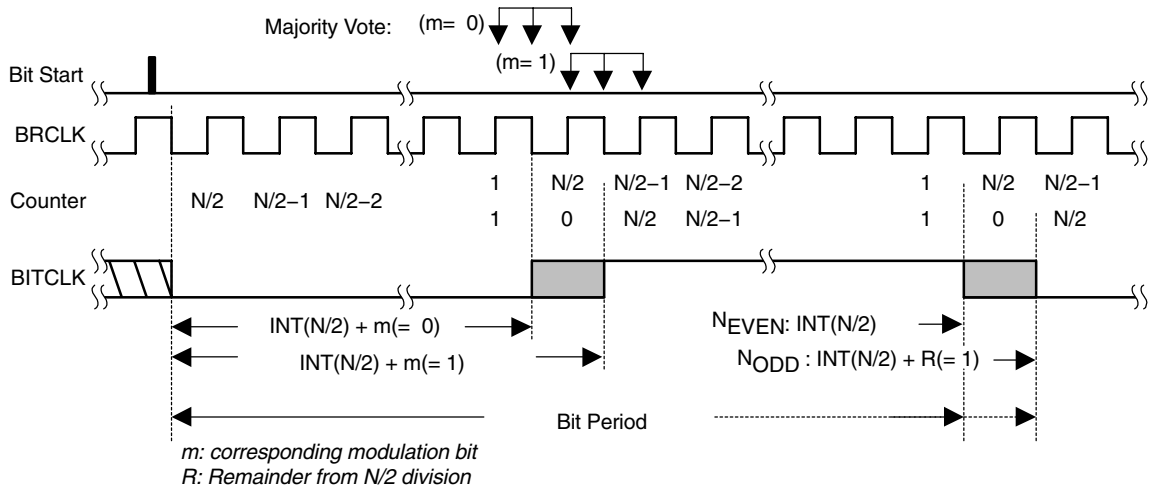 Majority Vote: (m= 0)
(m= 1)
Bit Start
BRCLK
Counter
1 N/2 N/2−1 N/2−2 1 N/2 N/2−1
N/2 N/2−1 N/2−2
1 0 N/2 N/2−1 1 0 N/2
BITCLK
INT(N/2) + m(= 0)
NEVEN: INT(N/2)
INT(N/2) + m(= 1)
NODD : INT(N/2) + R(= 1)
Bit Period
m: corresponding modulation bit
R: Remainder from N/2 division